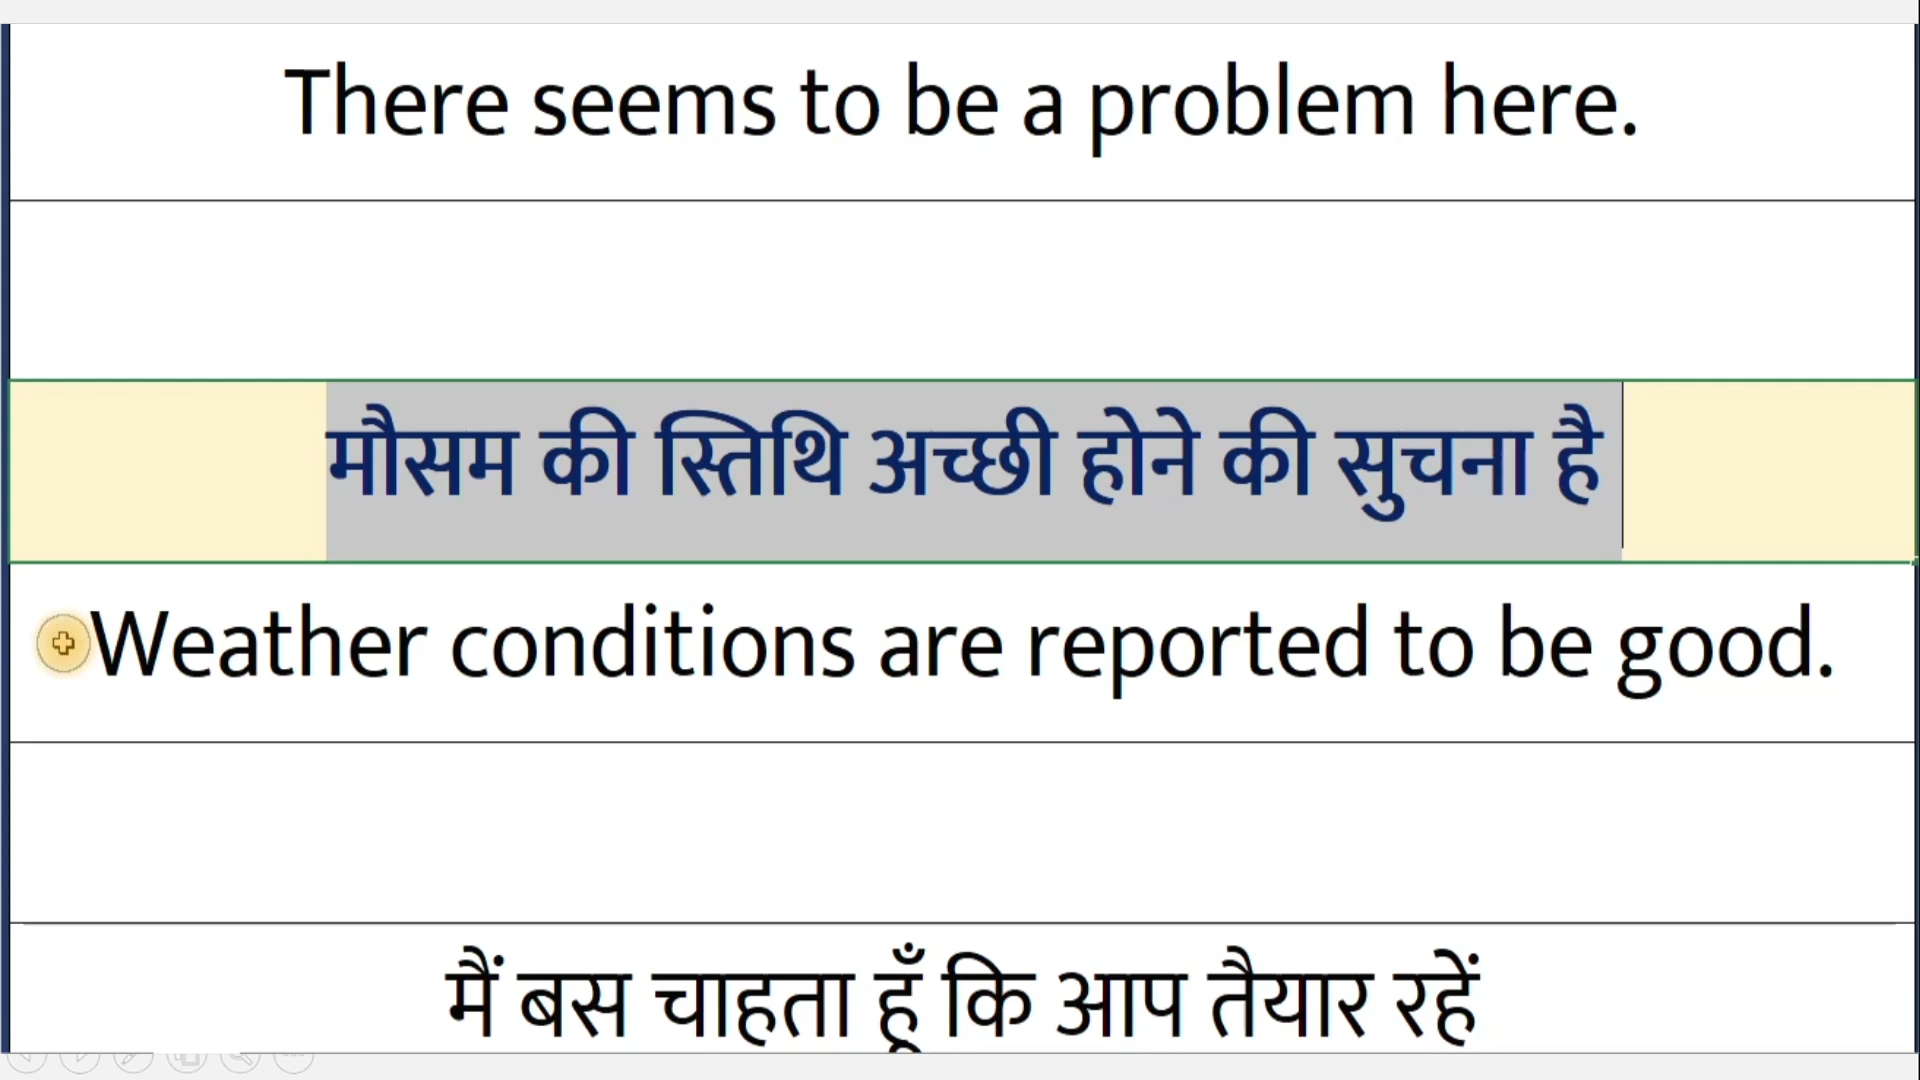 There seems to be a problem here.
मौसम की स्तिथि अच्छी होने की सुचना है
Weather conditions are reported to be good.
मैं बस चाहता हूँ कि आप तैयार रहें